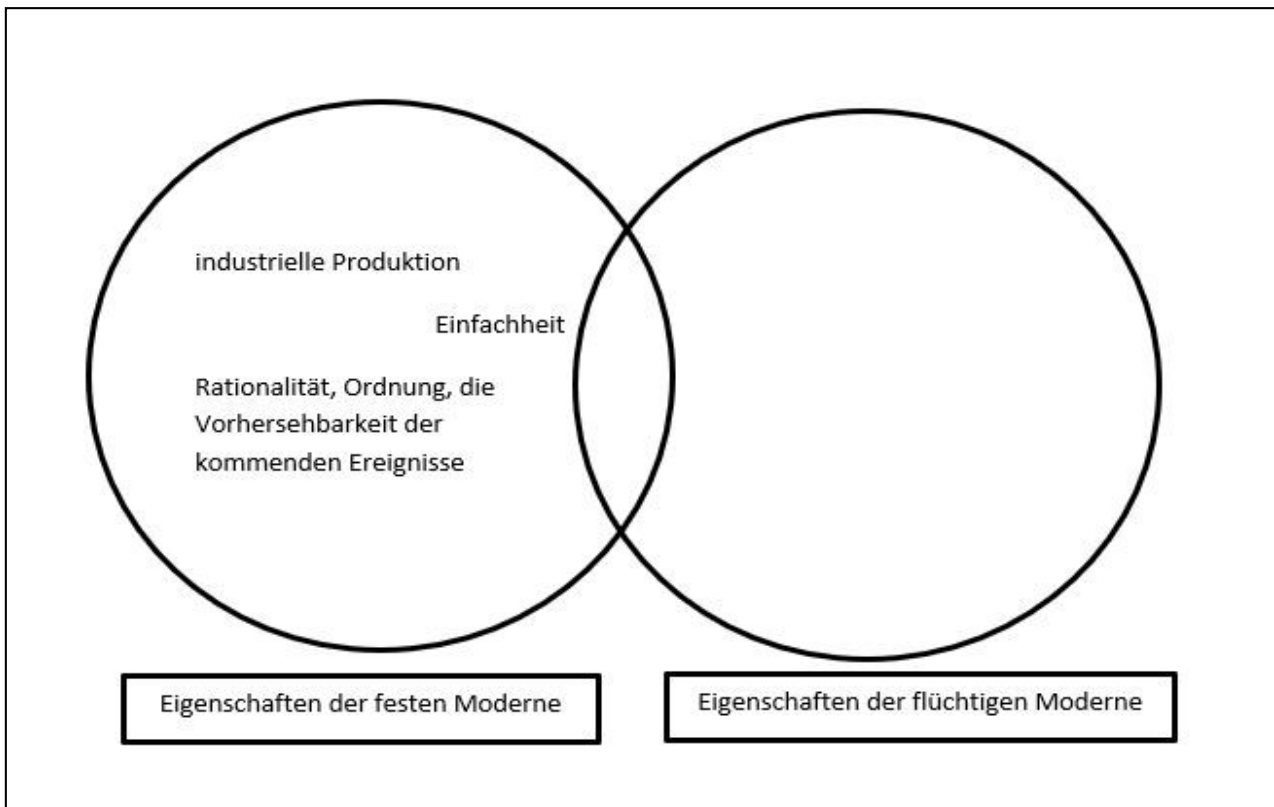 industrielle Produktion
Einfachheit
Rationalität, Ordnung, die
Vorhersehbarkeit der
kommenden Ereignisse
Eigenschaften der festen Moderne
Eigenschaften der flüchtigen Moderne